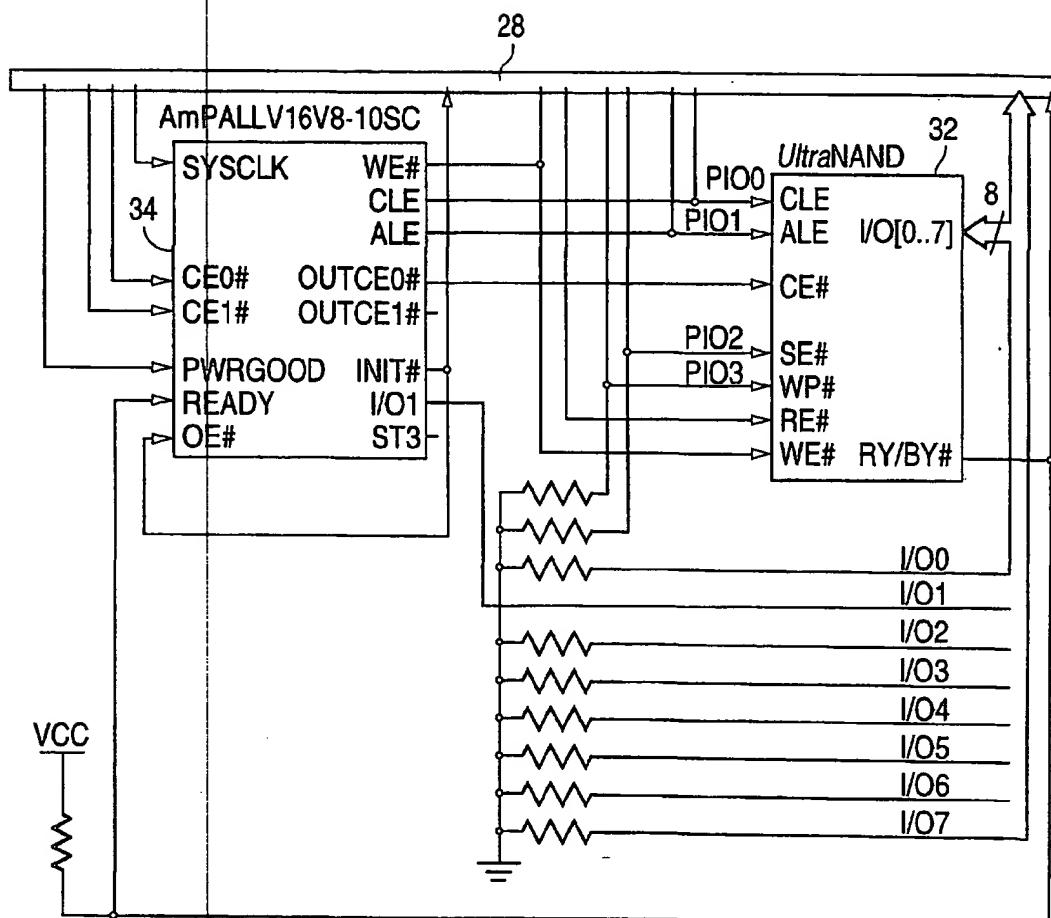 28
AmPALLV16V8-10SC
SYSCLK
WE#
CLE
ALE
34
CE0#
OUTCE0#
CE1#
OUTCE1#
PWRGOOD
INIT#
READY
I/O1
OE#
ST3
UltraNAND
32
PIO0
CLE
8
PIO1
ALE
I/O[0..7]
CE#
PIO2
SE#
PIO3
WP#
RE#
WE#
RY/BY#
I/O0
I/O1
I/O2
I/O3
I/O4
I/O5
I/O6
I/O7
VCC